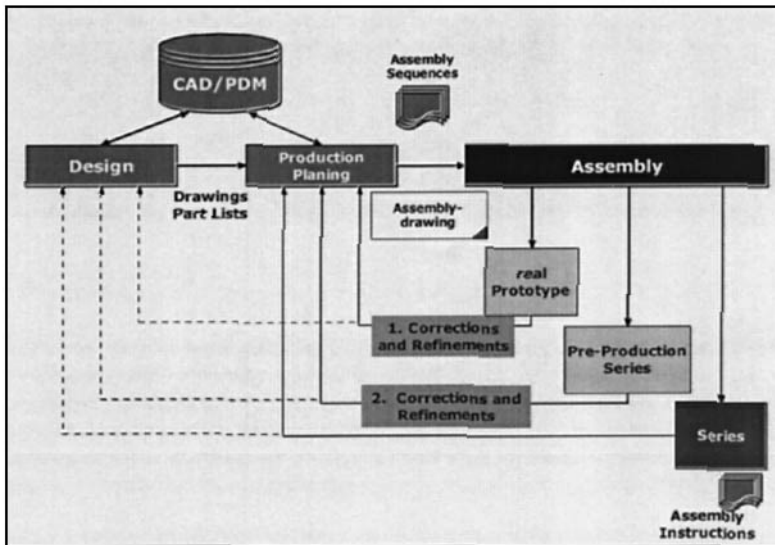 CAD/PDM
Assembly
Sequences
Design
Production
Planing
Assembly
Drawings
Part Lists
Assembly-
drawing
real
Prototype
1. Corrections
and Refinements
Pre-Production
Series
2. Corrections and
Refinements
Series
Assembly
Instructions